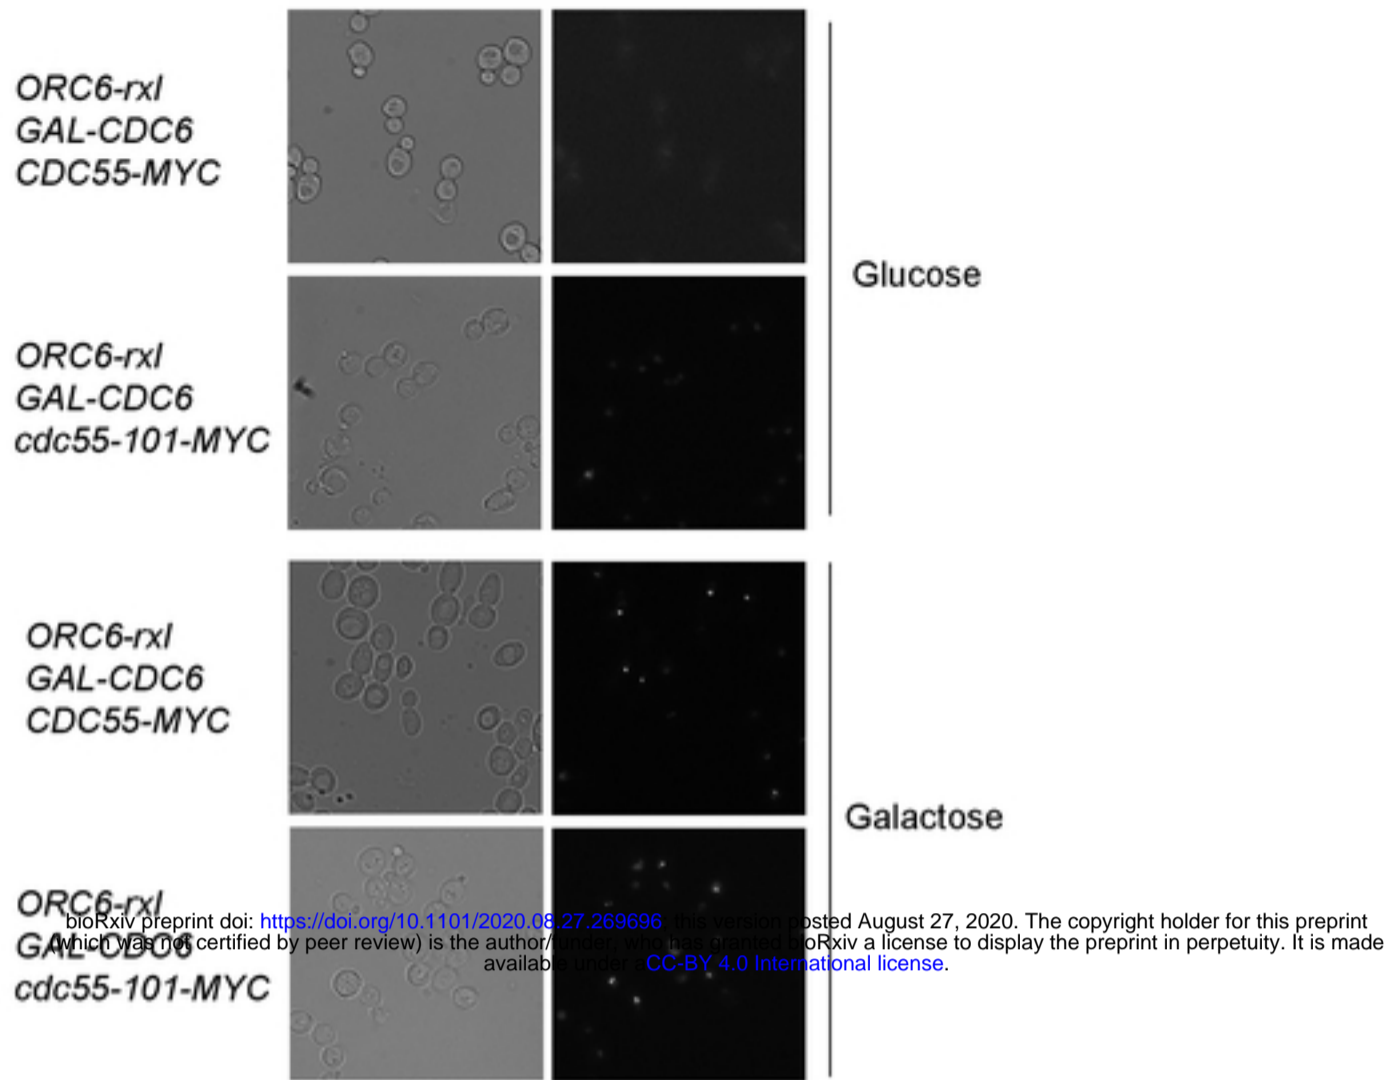 ORC6-rxl
GAL-CDC6
CDC55-MYC
Glucose
ORC6-rxl
GAL-CDC6
cdc55-101-MYC
ORC6-rxl
GAL-CDC6
CDC55-MYC
Galactose
ORC6-rxl
GAL-CDC6
cdc55-101-MYC
bioRxiv preprint doi: https://doi.org/10.1101/2020.08.27.269696; this version posted August 27, 2020. The copyright holder for this preprint
(which was not certified by peer review) is the author/funder, who has granted bioRxiv a license to display the preprint in perpetuity. It is made
available under aCC-BY 4.0 International license.